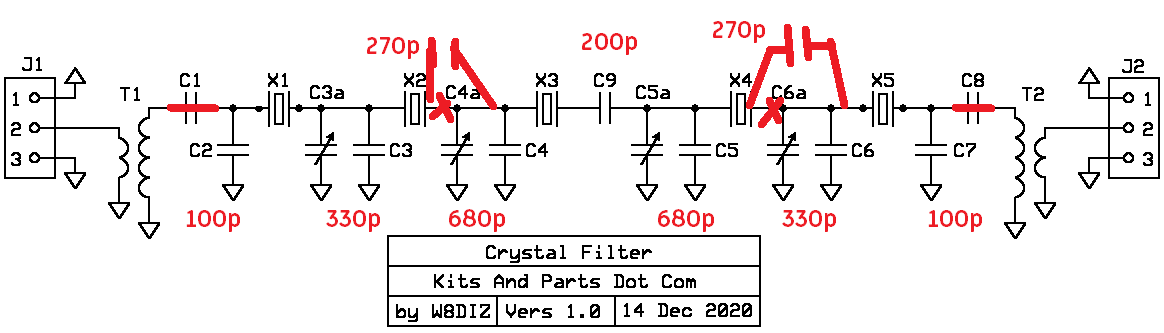 270p
200p
270p
J1
1
2
3
T1
C1
X1
C3a
X2
C4a
X3
C9
C5a
X4
C6a
X5
C8
T2
J2
1
2
3
C2
C3
C4
C5
C6
C7
100p
330p
680p
680p
330p
100p
Crystal Filter
Kits And Parts Dot Com
by W8DIZ Vers 1.0 14 Dec 2020